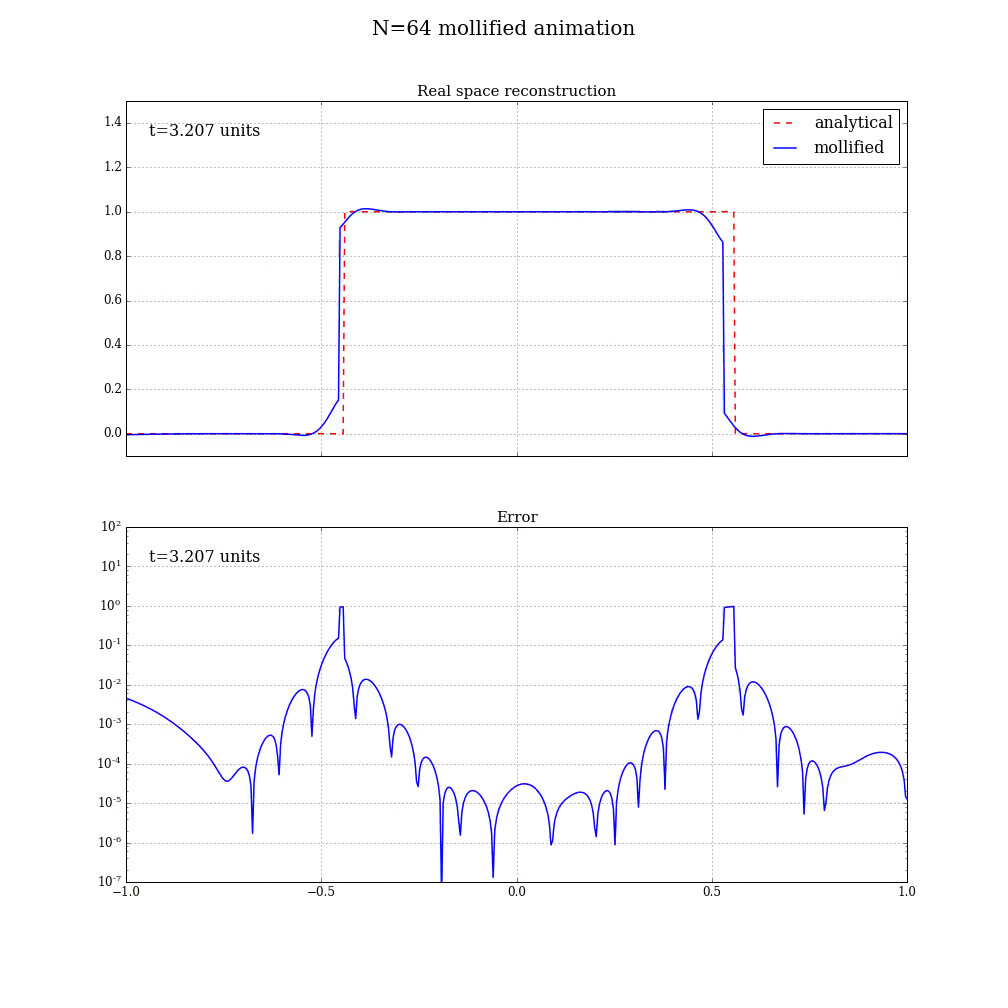 N=64 mollified animation
Real space reconstruction
t=3.207 units
analytical
mollified
1.4
1.2
1.0
0.8
0.6
0.4
0.2
0.0
Error
t=3.207 units
10²
10¹
10⁰
10⁻¹
10⁻²
10⁻³
10⁻⁴
10⁻⁵
10⁻⁶
10⁻⁷
−1.0 −0.5 0.0 0.5 1.0